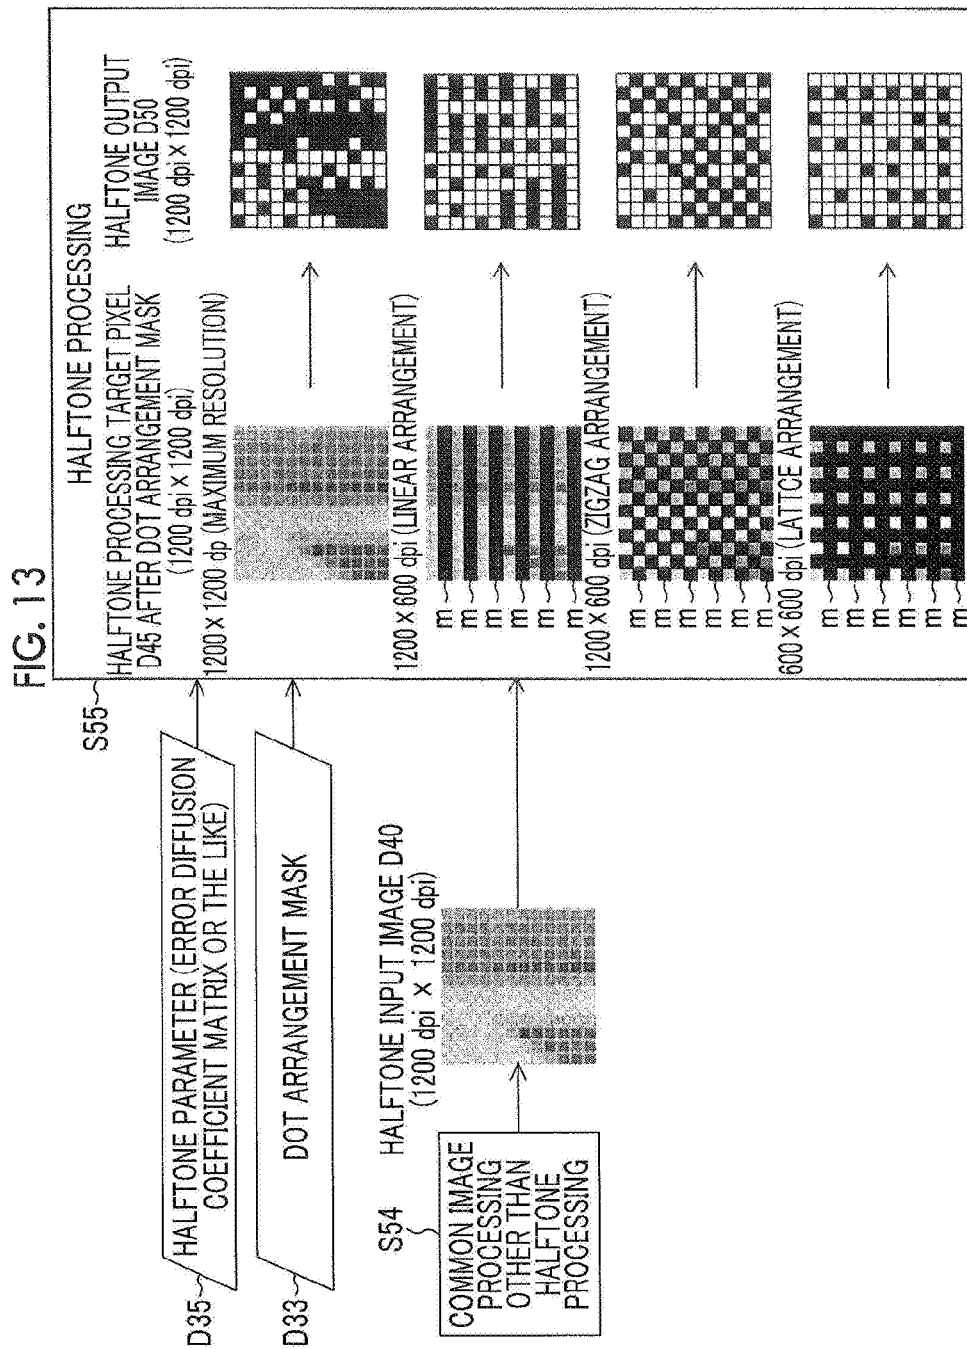 FIG. 13
S55
HALFTONE PROCESSING
HALFTONE PROCESSING TARGET PIXEL
D45 AFTER DOT ARRANGEMENT MASK
(1200 dpi × 1200 dpi)
HALFTONE OUTPUT
IMAGE D50
(1200 dpi × 1200 dpi)
1200 × 1200 dp (MAXIMUM RESOLUTION)
1200 × 600 dpi (LINEAR ARRANGEMENT)
m
m
m
m
m
m
1200 × 600 dpi (ZIGZAG ARRANGEMENT)
m
m
m
m
m
m
m
600 × 600 dpi (LATTCE ARRANGEMENT)
m
m
m
m
m
m
D35
HALFTONE PARAMETER (ERROR DIFFUSION
COEFFICIENT MATRIX OR THE LIKE)
D33
DOT ARRANGEMENT MASK
S54
COMMON IMAGE
PROCESSING
OTHER THAN
HALFTONE
PROCESSING
HALFTONE INPUT IMAGE D40
(1200 dpi × 1200 dpi)